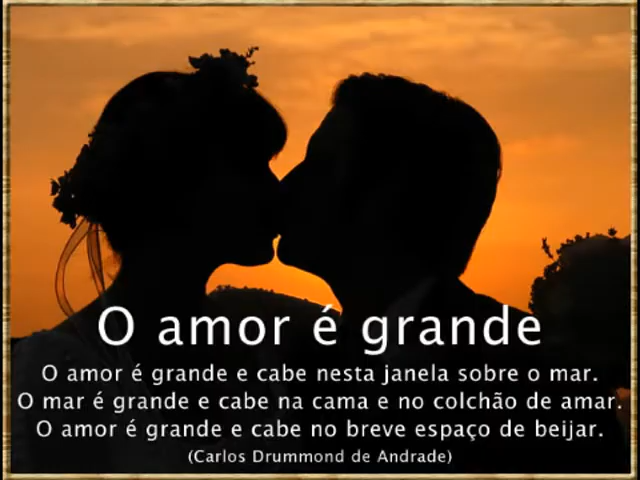 O amor é grande
O amor é grande e cabe nesta janela sobre o mar.
O mar é grande e cabe na cama e no colchão de amar.
O amor é grande e cabe no breve espaço de beijar.
(Carlos Drummond de Andrade)